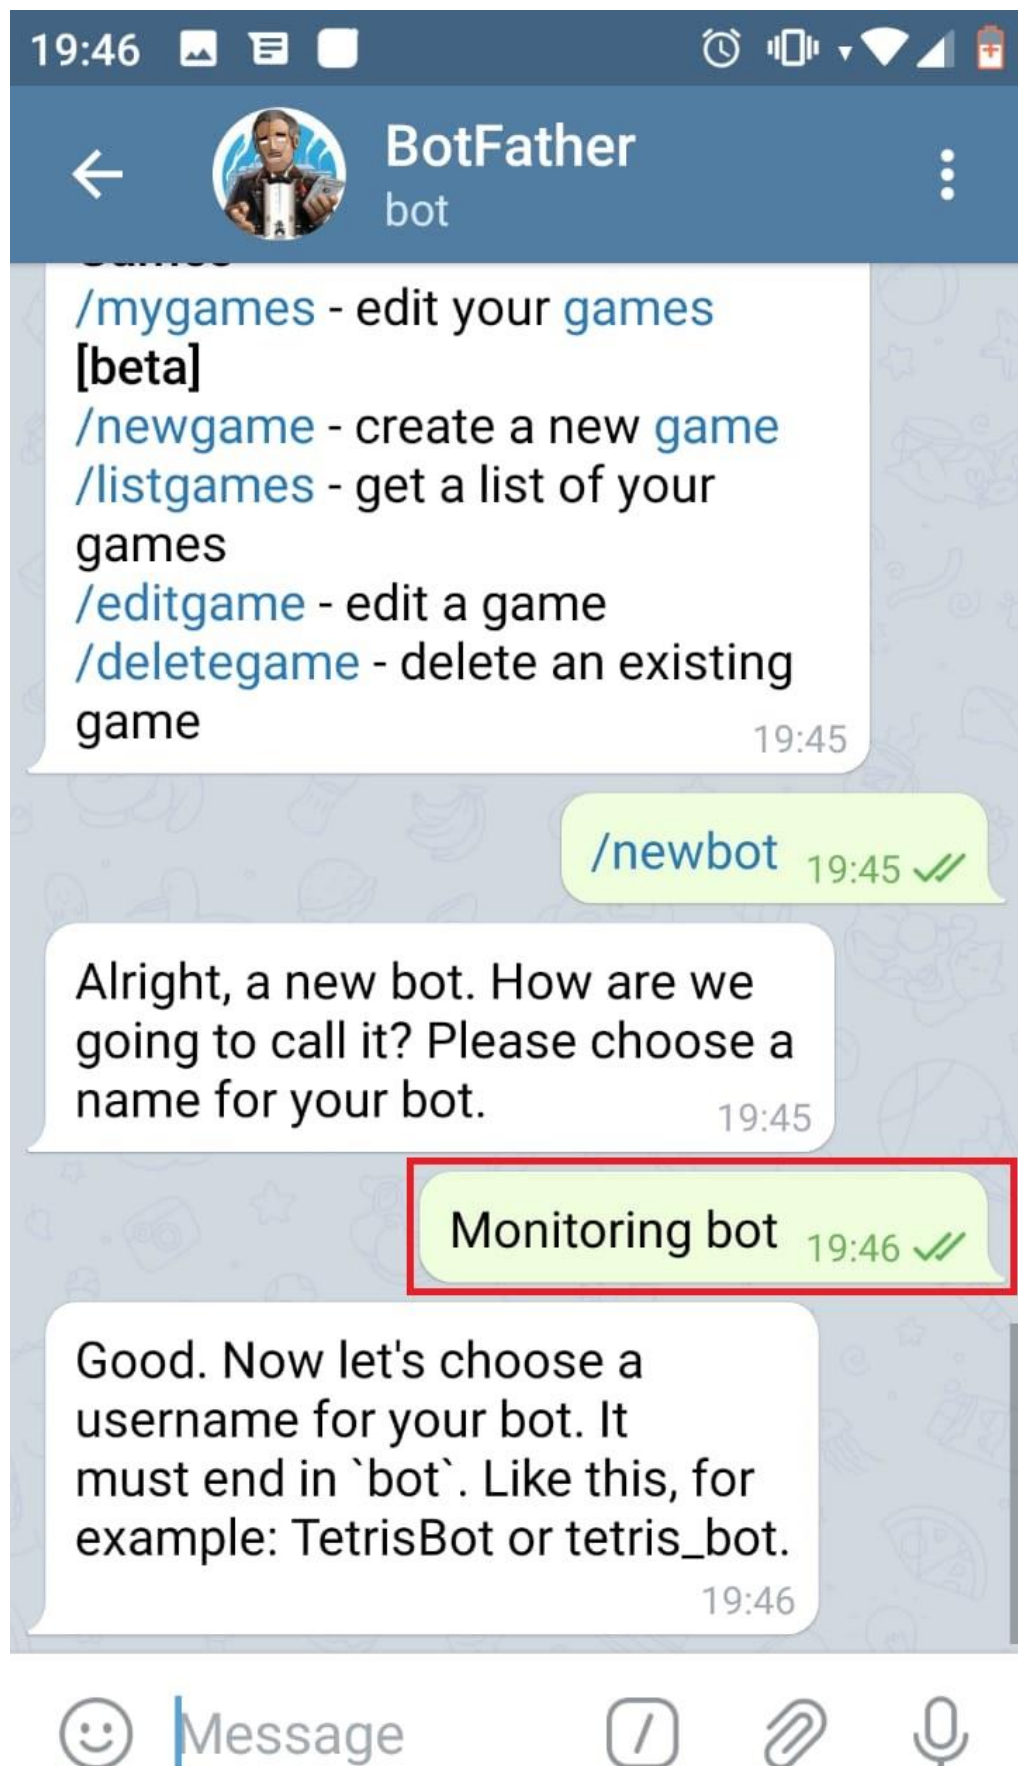 19:46
BotFather
bot
/mygames - edit your games
[beta]
/newgame - create a new game
/listgames - get a list of your
games
/editgame - edit a game
/deletegame - delete an existing
game
19:45
/newbot 19:45
Alright, a new bot. How are we
going to call it? Please choose a
name for your bot.
19:45
Monitoring bot 19:46
Good. Now let's choose a
username for your bot. It
must end in `bot`. Like this, for
example: TetrisBot or tetris_bot.
19:46
Message